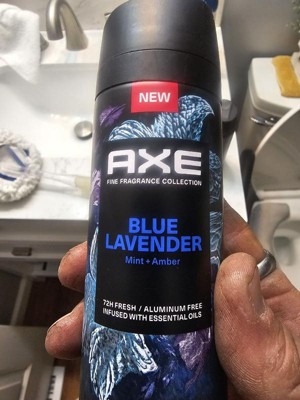 NEW
AXE
FINE FRAGRANCE COLLECTION
BLUE
LAVENDER
Mint + Amber
72H FRESH / ALUMINUM FREE
INFUSED WITH ESSENTIAL OILS